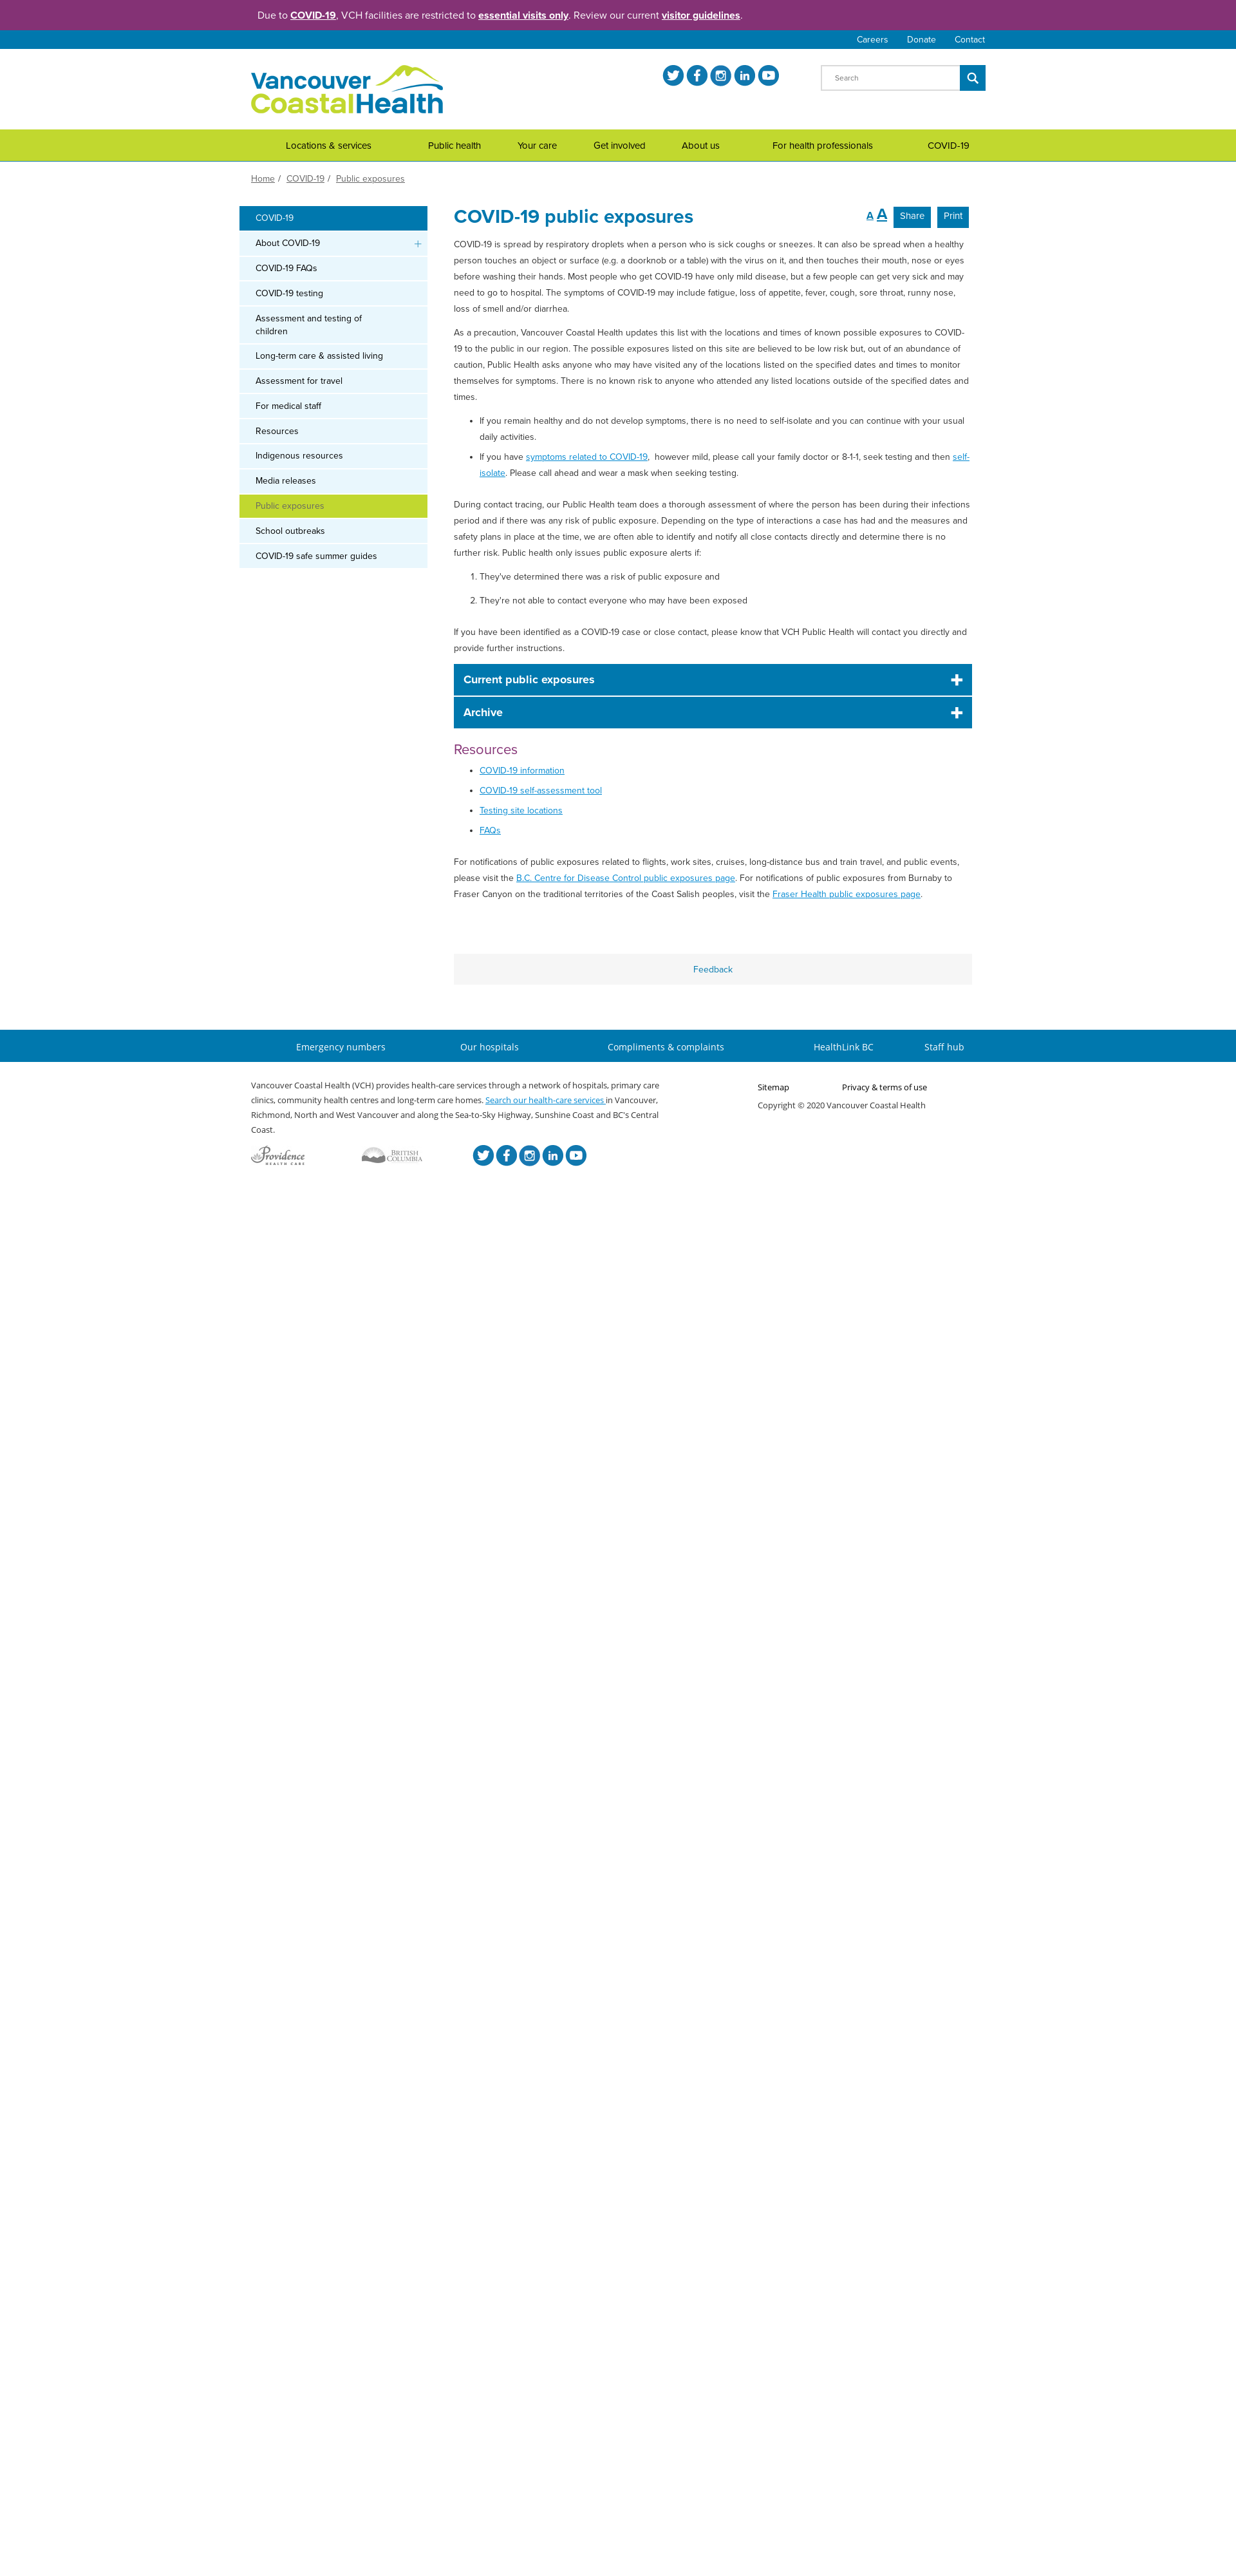 Due to COVID-19, VCH facilities are restricted to essential visits only. Review our current visitor guidelines.
Careers Donate Contact
Vancouver
CoastalHealth
Search
Locations & services Public health Your care Get involved About us For health professionals COVID-19
Home / COVID-19 / Public exposures
COVID-19
About COVID-19
COVID-19 FAQs
COVID-19 testing
Assessment and testing of
children
Long-term care & assisted living
Assessment for travel
For medical staff
Resources
Indigenous resources
Media releases
Public exposures
School outbreaks
COVID-19 safe summer guides
COVID-19 public exposures
A A Share Print
COVID-19 is spread by respiratory droplets when a person who is sick coughs or sneezes. It can also be spread when a healthy
person touches an object or surface (e.g. a doorknob or a table) with the virus on it, and then touches their mouth, nose or eyes
before washing their hands. Most people who get COVID-19 have only mild disease, but a few people can get very sick and may
need to go to hospital. The symptoms of COVID-19 may include fatigue, loss of appetite, fever, cough, sore throat, runny nose,
loss of smell and/or diarrhea.
As a precaution, Vancouver Coastal Health updates this list with the locations and times of known possible exposures to COVID-
19 to the public in our region. The possible exposures listed on this site are believed to be low risk but, out of an abundance of
caution, Public Health asks anyone who may have visited any of the locations listed on the specified dates and times to monitor
themselves for symptoms. There is no known risk to anyone who attended any listed locations outside of the specified dates and
times.
• If you remain healthy and do not develop symptoms, there is no need to self-isolate and you can continue with your usual
daily activities.
• If you have symptoms related to COVID-19, however mild, please call your family doctor or 8-1-1, seek testing and then self-
isolate. Please call ahead and wear a mask when seeking testing.
During contact tracing, our Public Health team does a thorough assessment of where the person has been during their infectious
period and if there was any risk of public exposure. Depending on the type of interactions a case has had and the measures and
safety plans in place at the time, we are often able to identify and notify all close contacts directly and determine there is no
further risk. Public health only issues public exposure alerts if:
1. They've determined there was a risk of public exposure and
2. They're not able to contact everyone who may have been exposed
If you have been identified as a COVID-19 case or close contact, please know that VCH Public Health will contact you directly and
provide further instructions.
Current public exposures
Archive
Resources
• COVID-19 information
• COVID-19 self-assessment tool
• Testing site locations
• FAQs
For notifications of public exposures related to flights, work sites, cruises, long-distance bus and train travel, and public events,
please visit the B.C. Centre for Disease Control public exposures page. For notifications of public exposures from Burnaby to
Fraser Canyon on the traditional territories of the Coast Salish peoples, visit the Fraser Health public exposures page.
Feedback
Emergency numbers Our hospitals Compliments & complaints HealthLink BC Staff hub
Vancouver Coastal Health (VCH) provides health-care services through a network of hospitals, primary care
clinics, community health centres and long-term care homes. Search our health-care services in Vancouver,
Richmond, North and West Vancouver and along the Sea-to-Sky Highway, Sunshine Coast and BC's Central
Coast.
Sitemap Privacy & terms of use
Copyright © 2020 Vancouver Coastal Health
Providence
HEALTH CARE
BRITISH
COLUMBIA